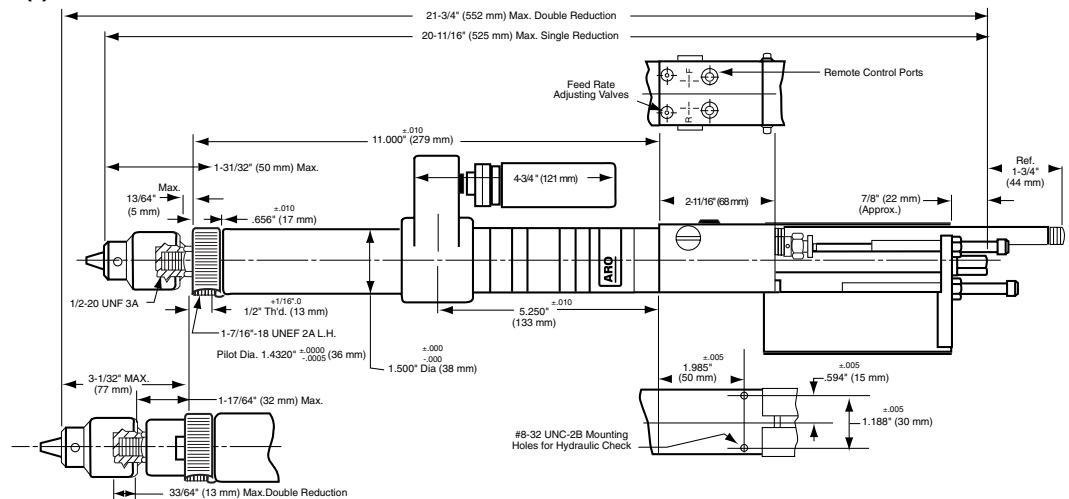 21-3/4" (552 mm) Max. Double Reduction
20-11/16" (525 mm) Max. Single Reduction
Remote Control Ports
Feed Rate
Adjusting Valves
F
R
±.010
11.000" (279 mm)
1-31/32" (50 mm) Max.
4-3/4" (121 mm)
Ref.
1-3/4"
(44 mm)
Max.
13/64"
(5 mm)
±.010
.656" (17 mm)
2-11/16" (68 mm)
7/8" (22 mm)
(Approx.)
ARO
1/2-20 UNF 3A
+1/16".0
1/2" Th'd. (13 mm)
±.010
5.250"
(133 mm)
1-7/16"-18 UNEF 2A L.H.
Pilot Dia. 1.4320" ±.0000 -.0005 (36 mm)
±.000
-.000
1.500" Dia (38 mm)
±.005
1.985"
(50 mm)
±.005
.594" (15 mm)
3-1/32" MAX.
(77 mm)
1-17/64" (32 mm) Max.
±.005
1.188" (30 mm)
#8-32 UNC-2B Mounting
Holes for Hydraulic Check
33/64" (13 mm) Max.Double Reduction